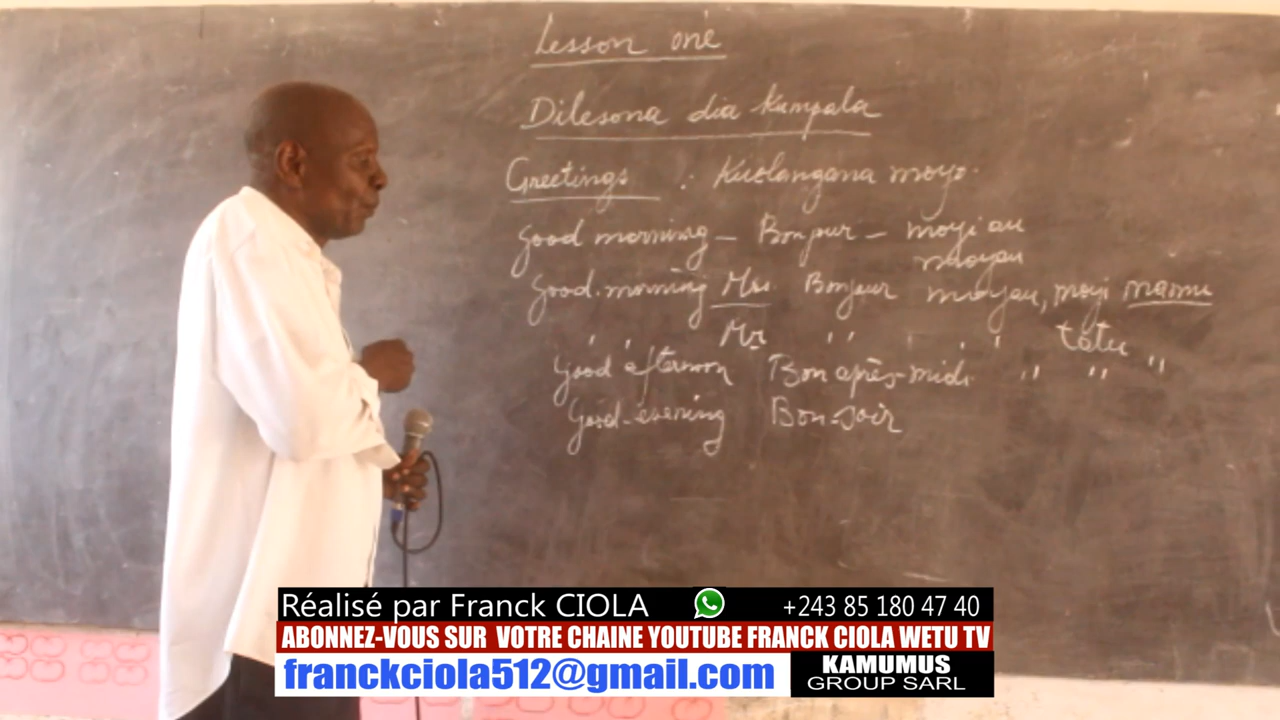 Lesson one
Dilesona dia Kumpala
Greetings : Kuelangana moyo.
Good morning – Bonjour – moyi au
moyau
Good morning Mrs. Bonjour moyau, moyi mamu
" " Mr " " " " tatu "
Good afternoon Bon après-midi " " "
Good evening Bon-soir
Réalisé par Franck CIOLA +243 85 180 47 40
ABONNEZ-VOUS SUR VOTRE CHAINE YOUTUBE FRANCK CIOLA WETU TV
franckciola512@gmail.com KAMUMUS
GROUP SARL